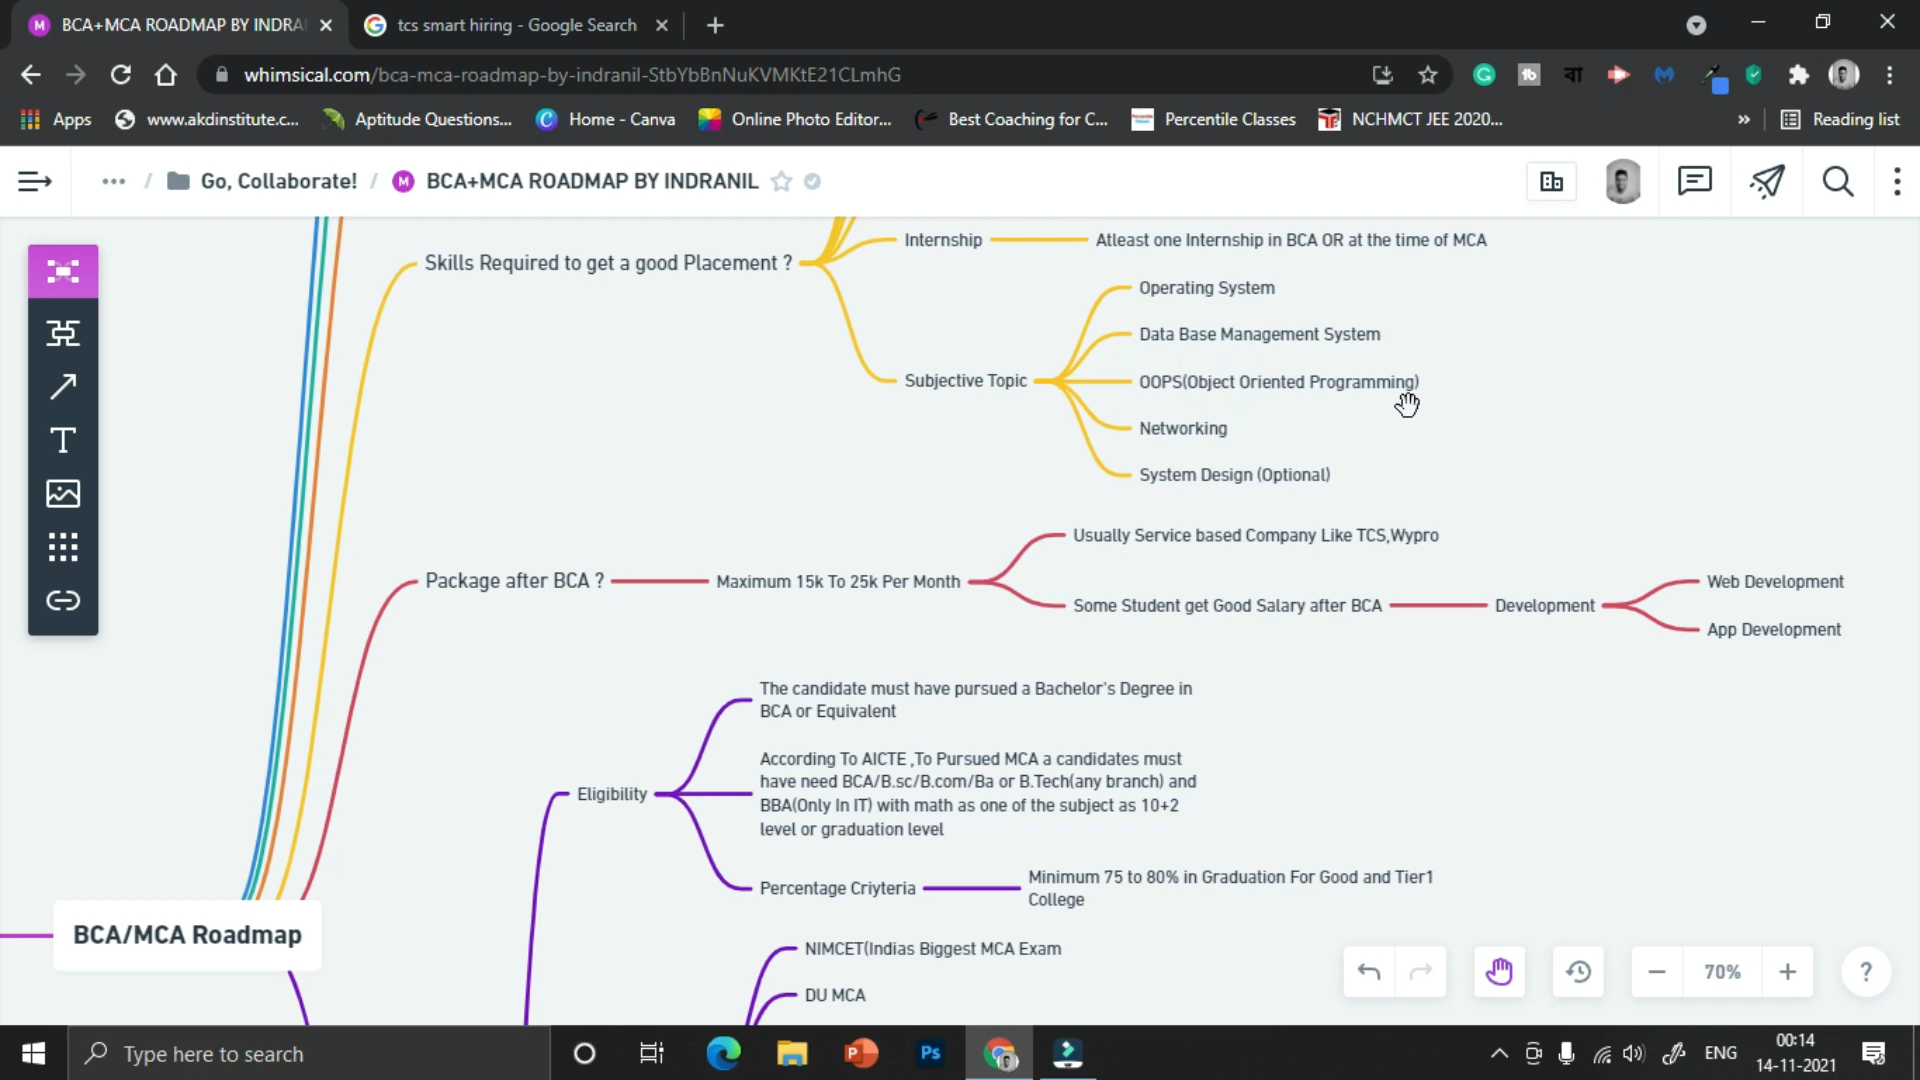 BCA+MCA ROADMAP BY INDRA
tcs smart hiring - Google Search
whimsical.com/bca-mca-roadmap-by-indranil-StbYbBnNuKVMKtE21CLmhG
Apps
www.akdinstitute.c...
Aptitude Questions...
Home - Canva
Online Photo Editor...
Best Coaching for C...
Percentile Classes
NCHMCT JEE 2020...
»
Reading list
... / Go, Collaborate! / M BCA+MCA ROADMAP BY INDRANIL
Internship
Atleast one Internship in BCA OR at the time of MCA
Skills Required to get a good Placement ?
Operating System
Data Base Management System
Subjective Topic
OOPS(Object Oriented Programming)
Networking
System Design (Optional)
Usually Service based Company Like TCS,Wypro
Package after BCA ?
Maximum 15k To 25k Per Month
Some Student get Good Salary after BCA
Development
Web Development
App Development
The candidate must have pursued a Bachelor's Degree in
BCA or Equivalent
According To AICTE ,To Pursued MCA a candidates must
have need BCA/B.sc/B.com/Ba or B.Tech(any branch) and
BBA(Only In IT) with math as one of the subject as 10+2
level or graduation level
Eligibility
Percentage Criyteria
Minimum 75 to 80% in Graduation For Good and Tier1
College
BCA/MCA Roadmap
NIMCET(Indias Biggest MCA Exam
DU MCA
70%
?
Type here to search
ENG
00:14
14-11-2021